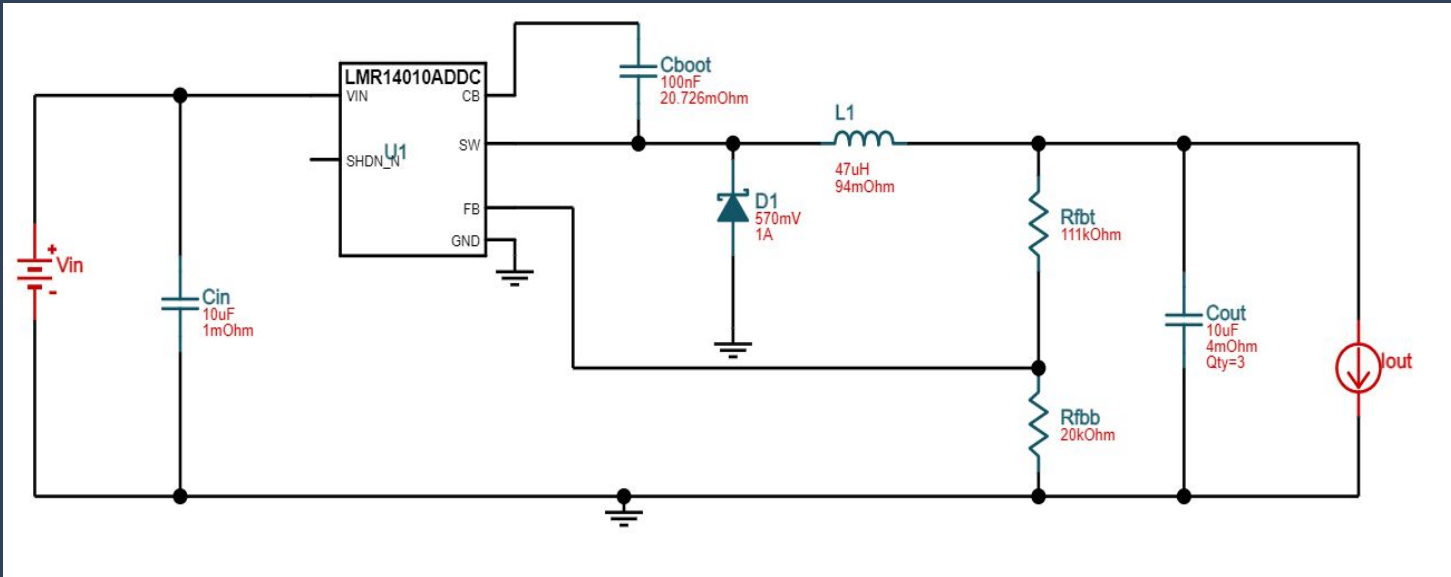 LMR14010ADDC
VIN
CB
SHDN_N
U1
SW
FB
GND
Cboot
100nF
20.726mOhm
L1
47uH
94mOhm
D1
570mV
1A
Rfbt
111kOhm
+
Vin
-
Cin
10uF
1mOhm
Cout
10uF
4mOhm
Qty=3
Iout
Rfbb
20kOhm